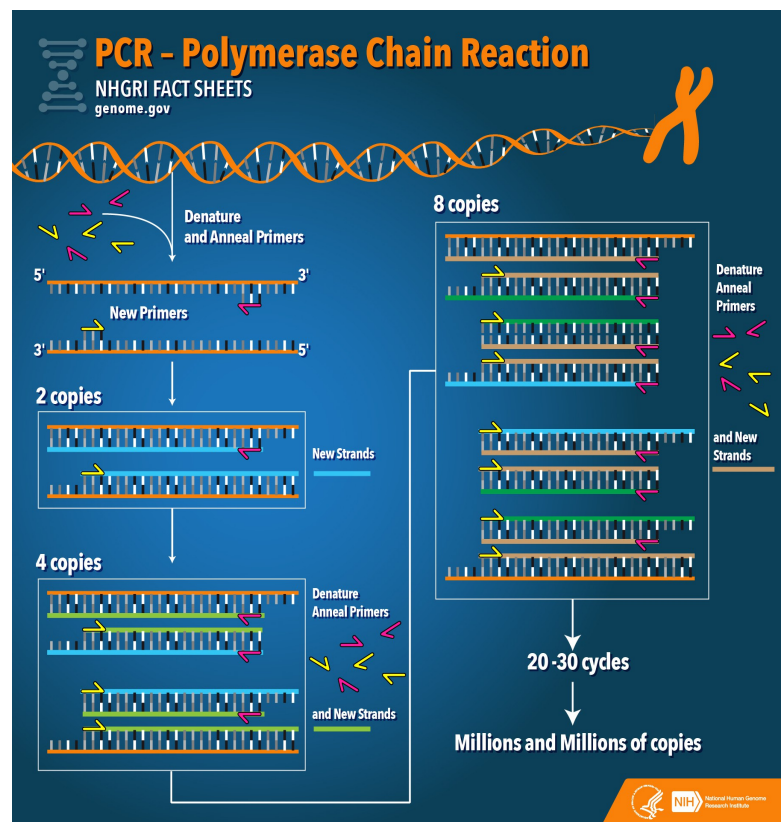 PCR – Polymerase Chain Reaction
NHGRI FACT SHEETS
genome.gov
Denature
and Anneal Primers
5'
3'
New Primers
3'
5'
2 copies
New Strands
4 copies
Denature
Anneal Primers
and New Strands
8 copies
Denature
Anneal
Primers
and New
Strands
20 -30 cycles
Millions and Millions of copies
NIH
National Human Genome
Research Institute